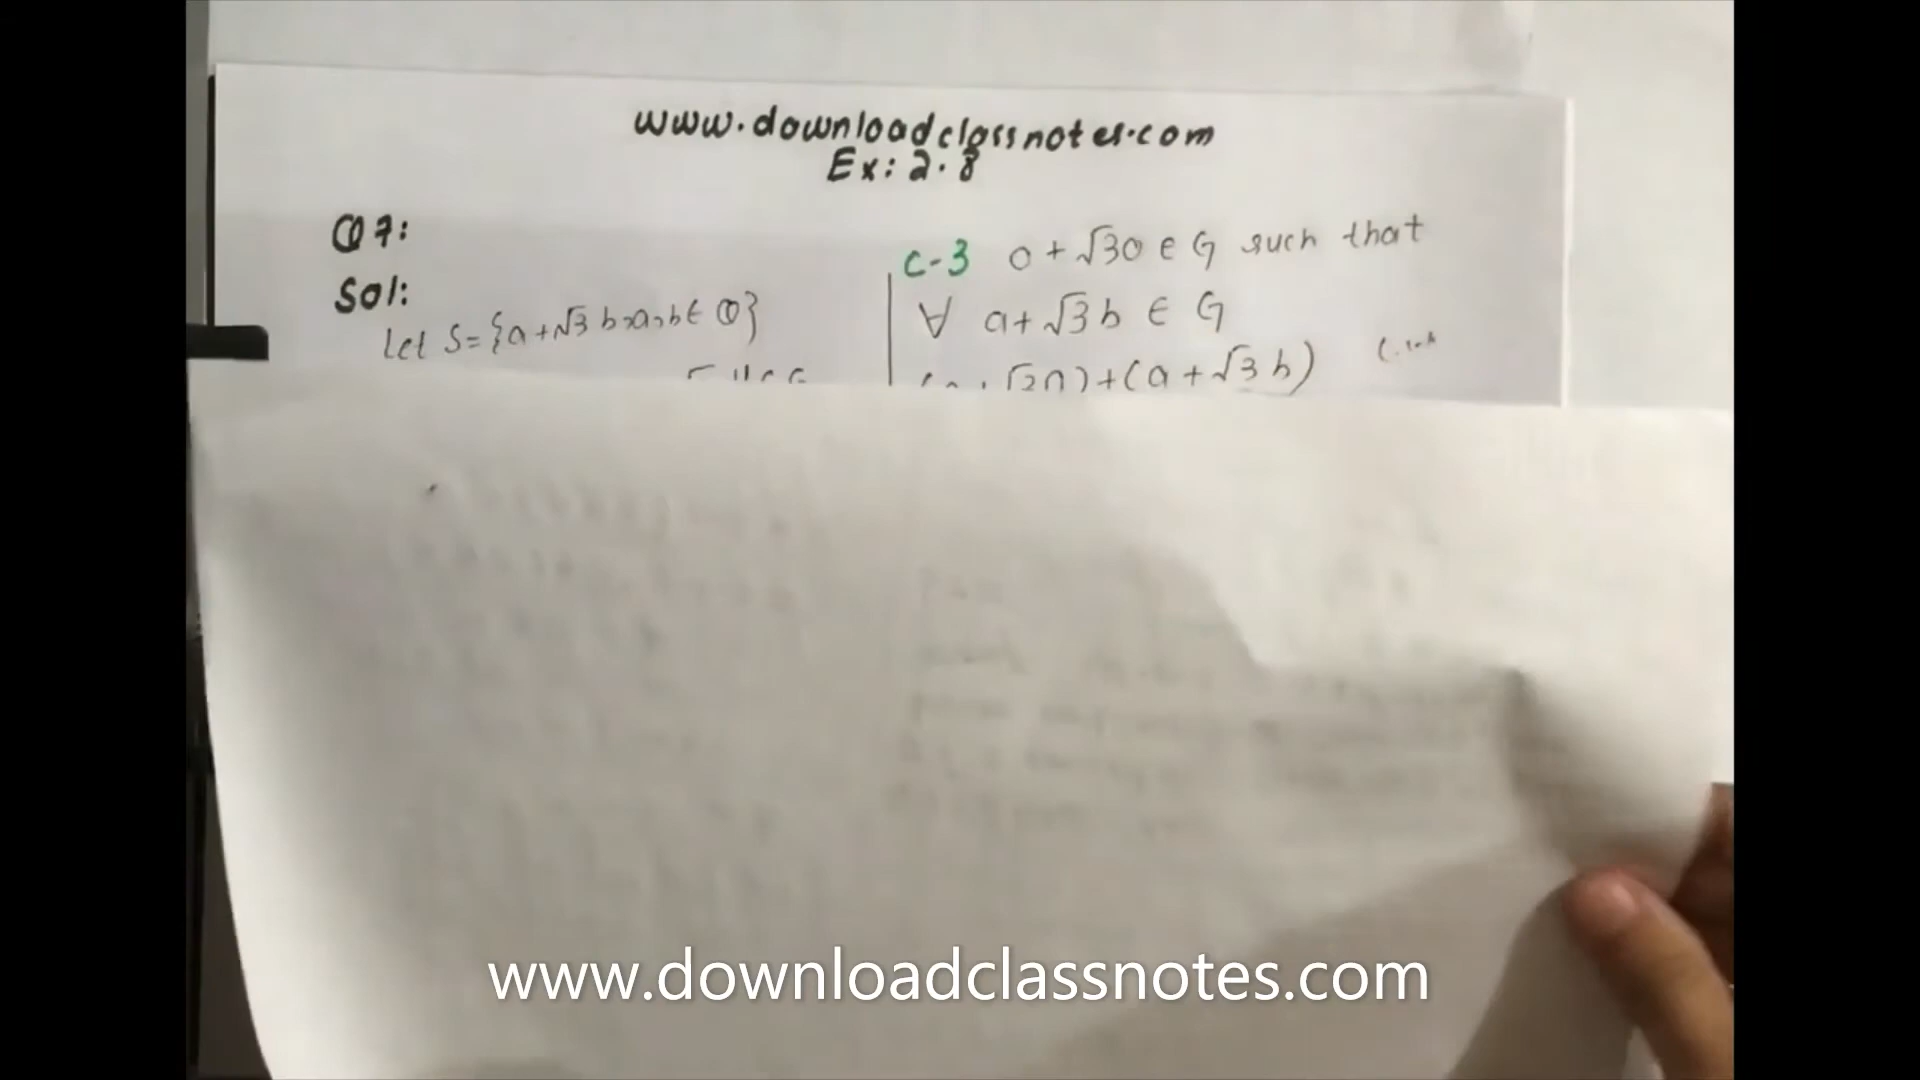 www.downloadclassnotes.com
Ex: 2.8
Q7:
Sol:
Let S={a+√3 b, a, b ∈ Q}
C-3 0+√30 ∈ G such that
∀ a+√3b ∈ G
+(a+√3 b)
www.downloadclassnotes.com